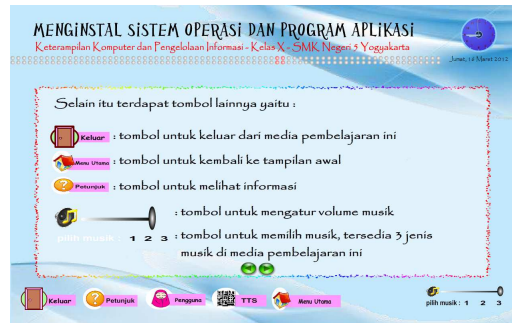 MENGINSTAL SISTEM OPERASI DAN PROGRAM APLIKASI
Keterampilan Komputer dan Pengelolaan Informasi - Kelas X - SMK Negeri 5 Yogyakarta
Jumat, 16 Maret 2012
Selain itu terdapat tombol lainnya yaitu :
Keluar : tombol untuk keluar dari media pembelajaran ini
Menu Utama : tombol untuk kembali ke tampilan awal
Petunjuk : tombol untuk melihat informasi
: tombol untuk mengatur volume musik
pilih musik : 1 2 3 : tombol untuk memilih musik, tersedia 3 jenis
musik di media pembelajaran ini
Keluar Petunjuk Pengguna TTS Menu Utama
pilih musik : 1 2 3